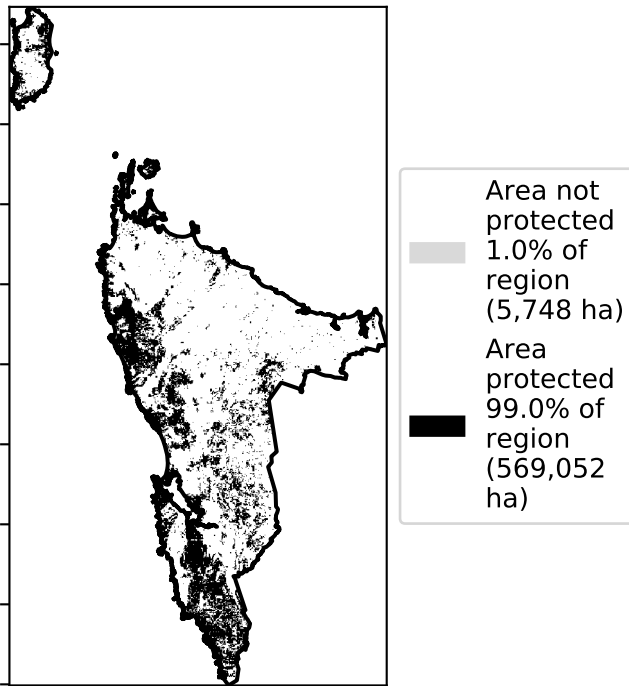 Area not
protected
1.0% of
region
(5,748 ha)
Area
protected
99.0% of
region
(569,052
ha)